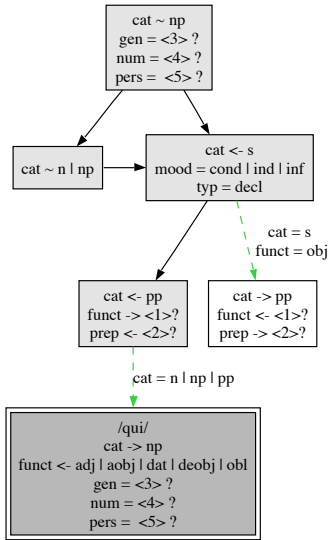 cat ~ np
gen = <3> ?
num = <4> ?
pers =  <5> ?
cat ~ n | np
cat <- s
mood = cond | ind | inf
typ = decl
cat = s
funct = obj
cat <- pp
funct -> <1>?
prep <- <2>?
cat -> pp
funct <- <1>?
prep -> <2>?
cat = n | np | pp
/qui/
cat -> np
funct <- adj | aobj | dat | deobj | obl
gen = <3> ?
num = <4> ?
pers =  <5> ?